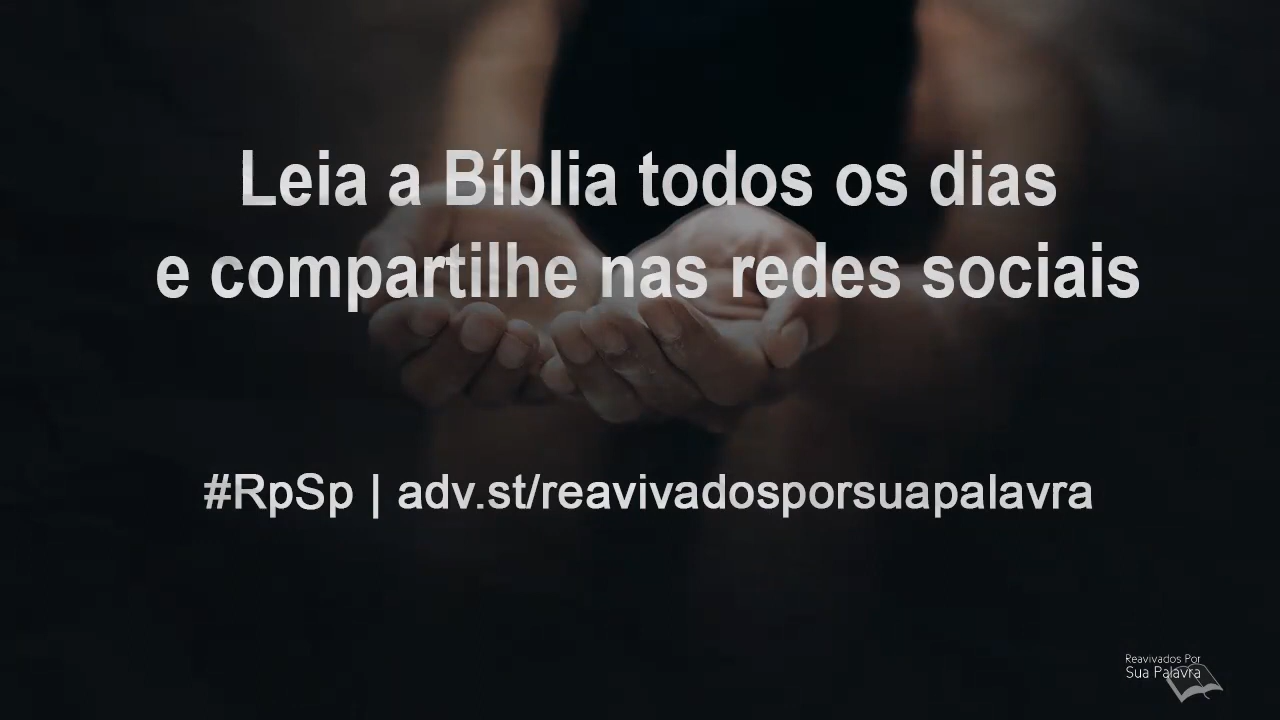 Leia a Bíblia todos os dias
e compartilhe nas redes sociais
#RpSp | adv.st/reavivadosporsuapalavra
Reavivados Por
Sua Palavra